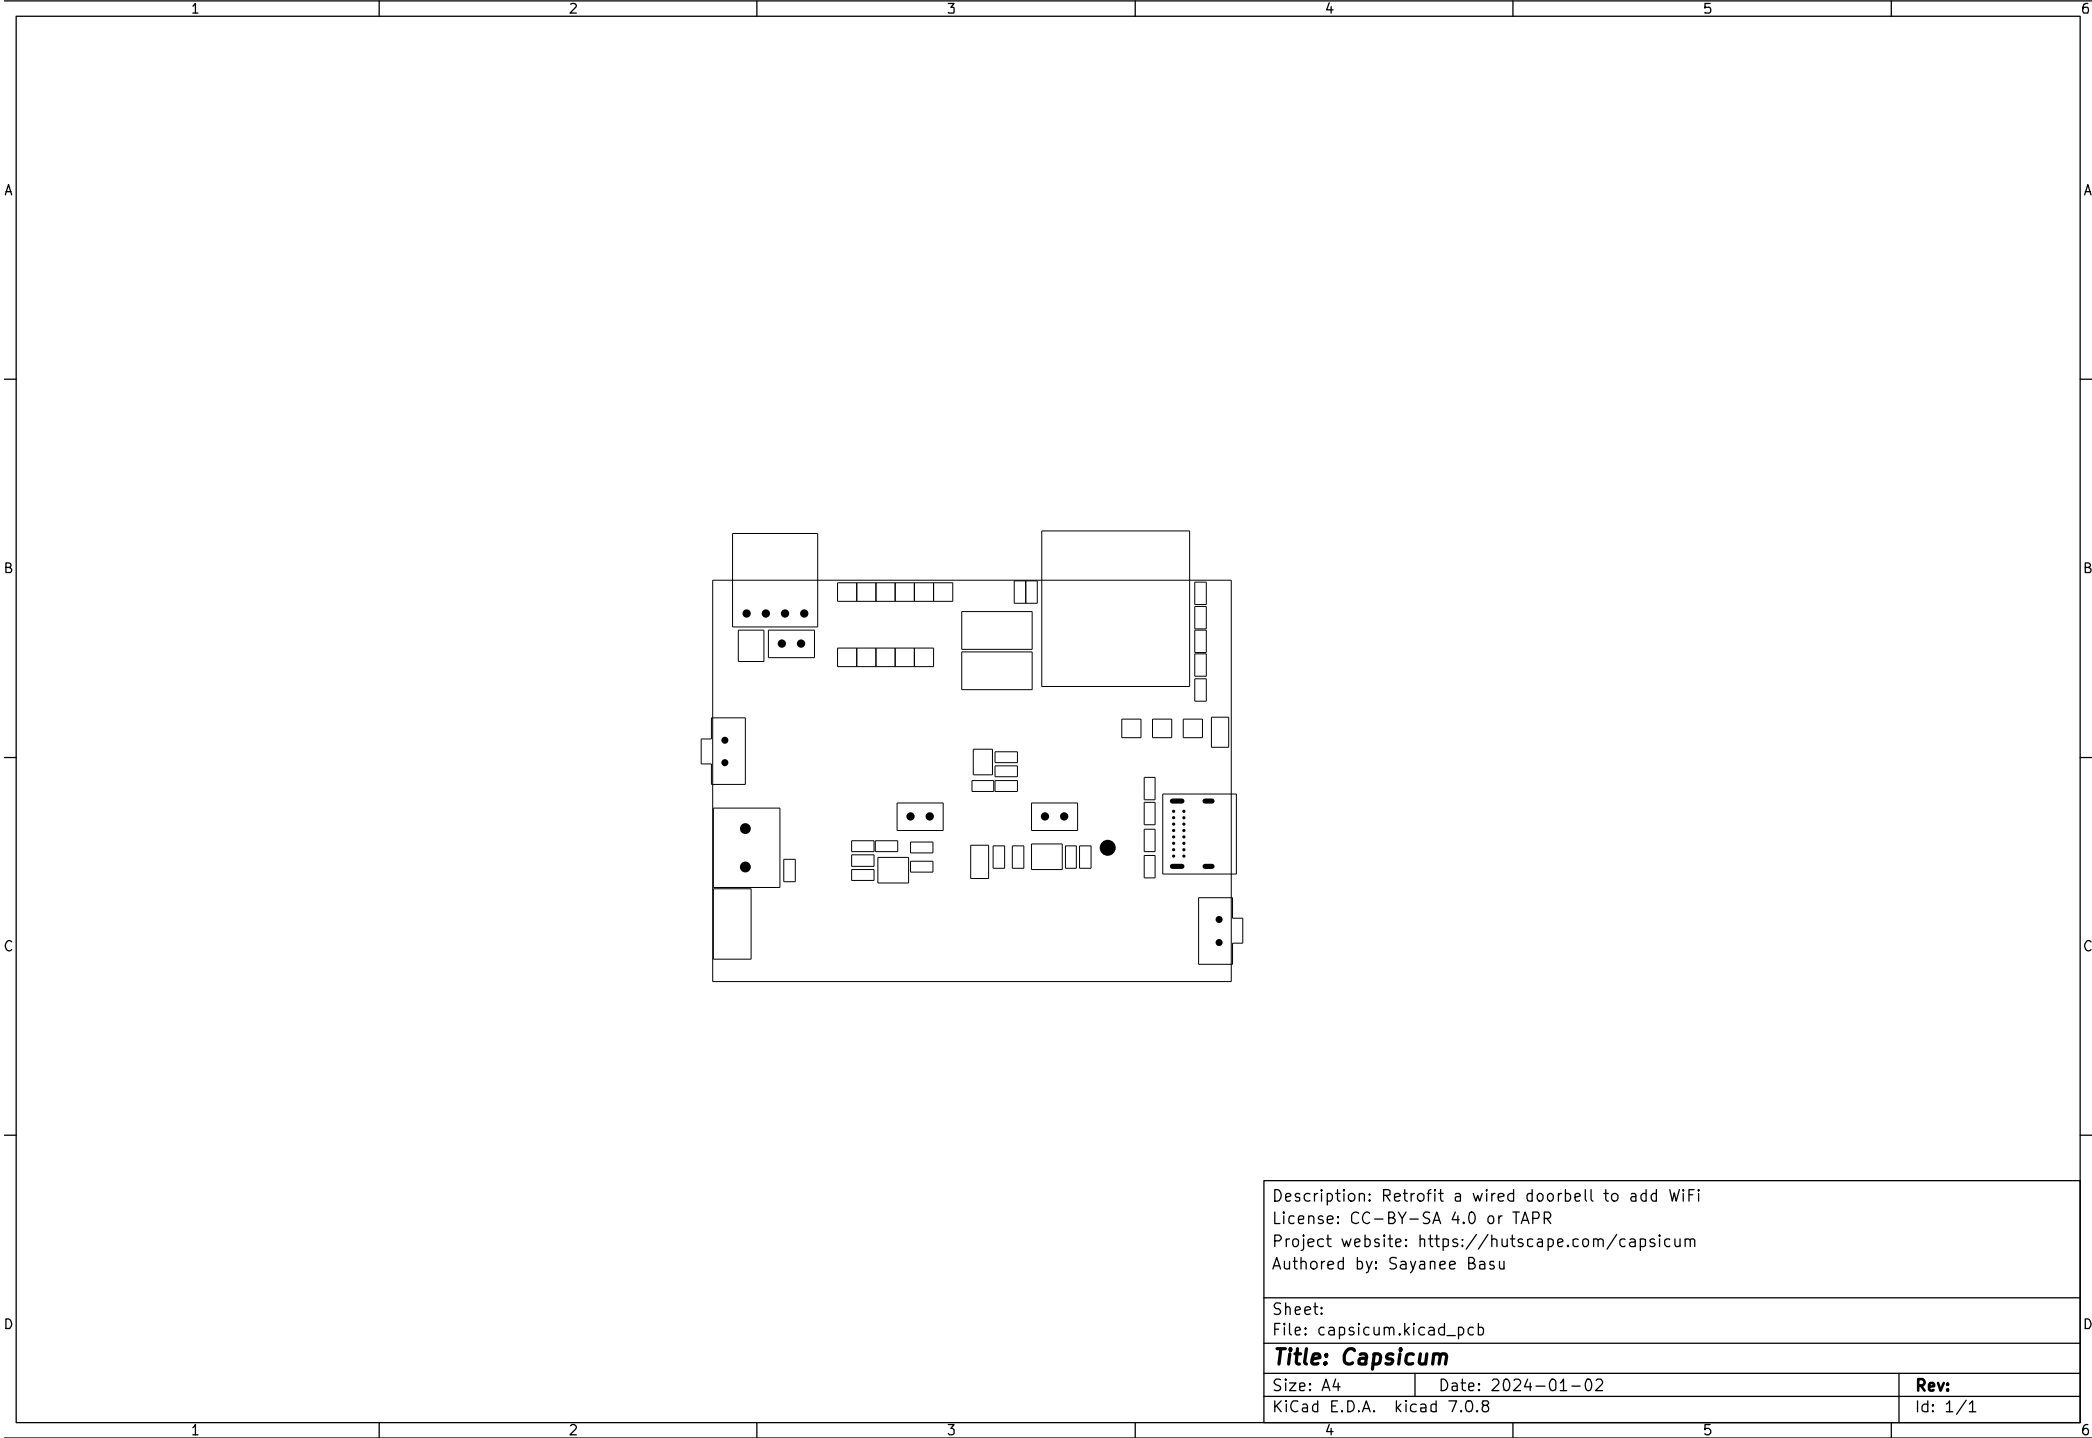 1 2 3 4 5 6
A A
B B
C C
Description: Retrofit a wired doorbell to add WiFi
License: CC-BY-SA 4.0 or TAPR
Project website: https://hutscape.com/capsicum
Authored by: Sayanee Basu
Sheet:
D D
File: capsicum.kicad_pcb
Title: Capsicum
Size: A4 Date: 2024-01-02 Rev:
KiCad E.D.A. kicad 7.0.8 Id: 1/1
1 2 3 4 5 6